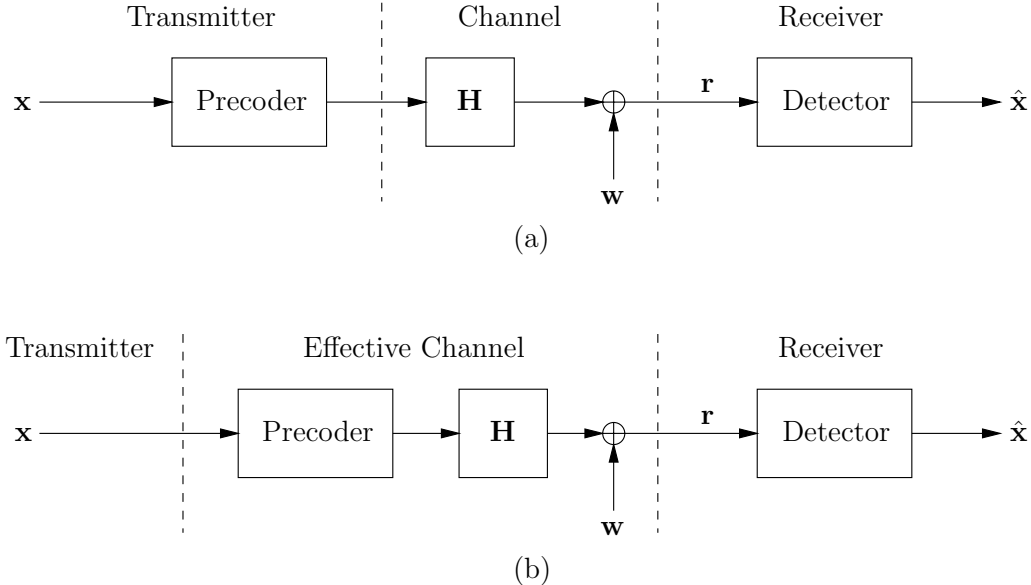 Transmitter Channel Receiver
x Precoder H r Detector x̂
w
(a)
Transmitter Effective Channel Receiver
x Precoder H r Detector x̂
w
(b)